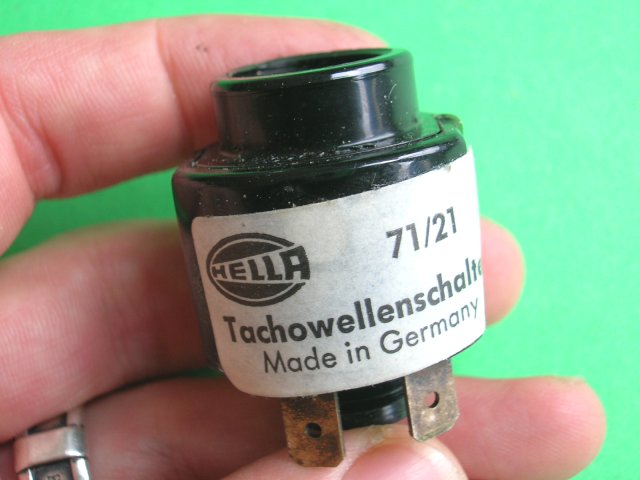 71/21
HELLA
Tachowellenschalte
Made in Germany